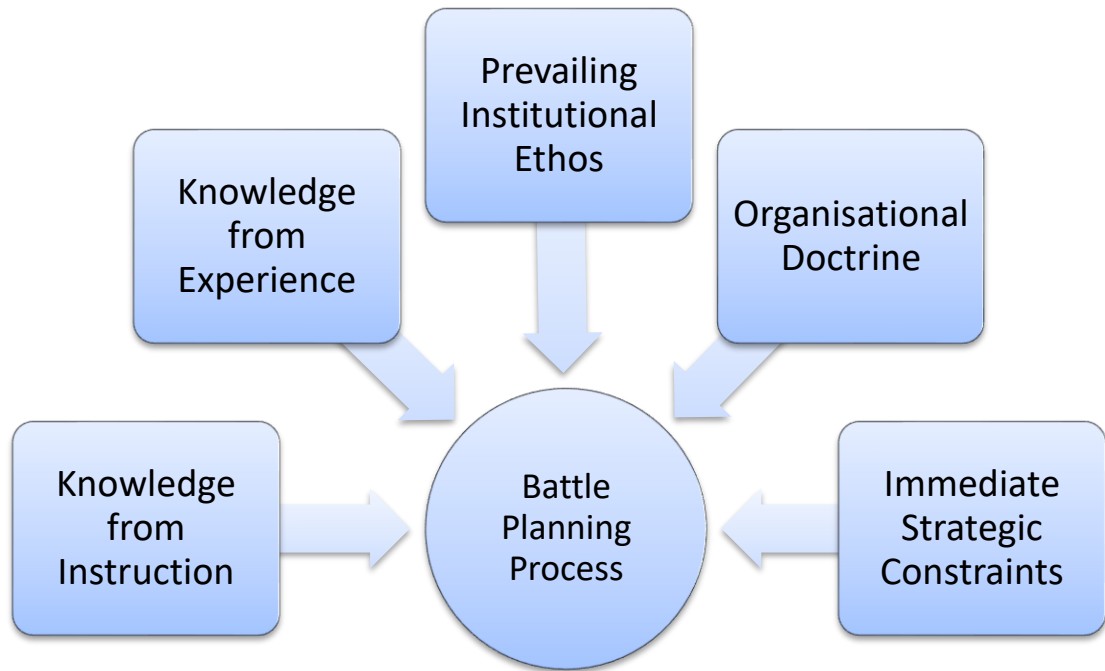 Prevailing
Institutional
Ethos
Knowledge
from
Experience
Organisational
Doctrine
Knowledge
from
Instruction
Battle
Planning
Process
Immediate
Strategic
Constraints